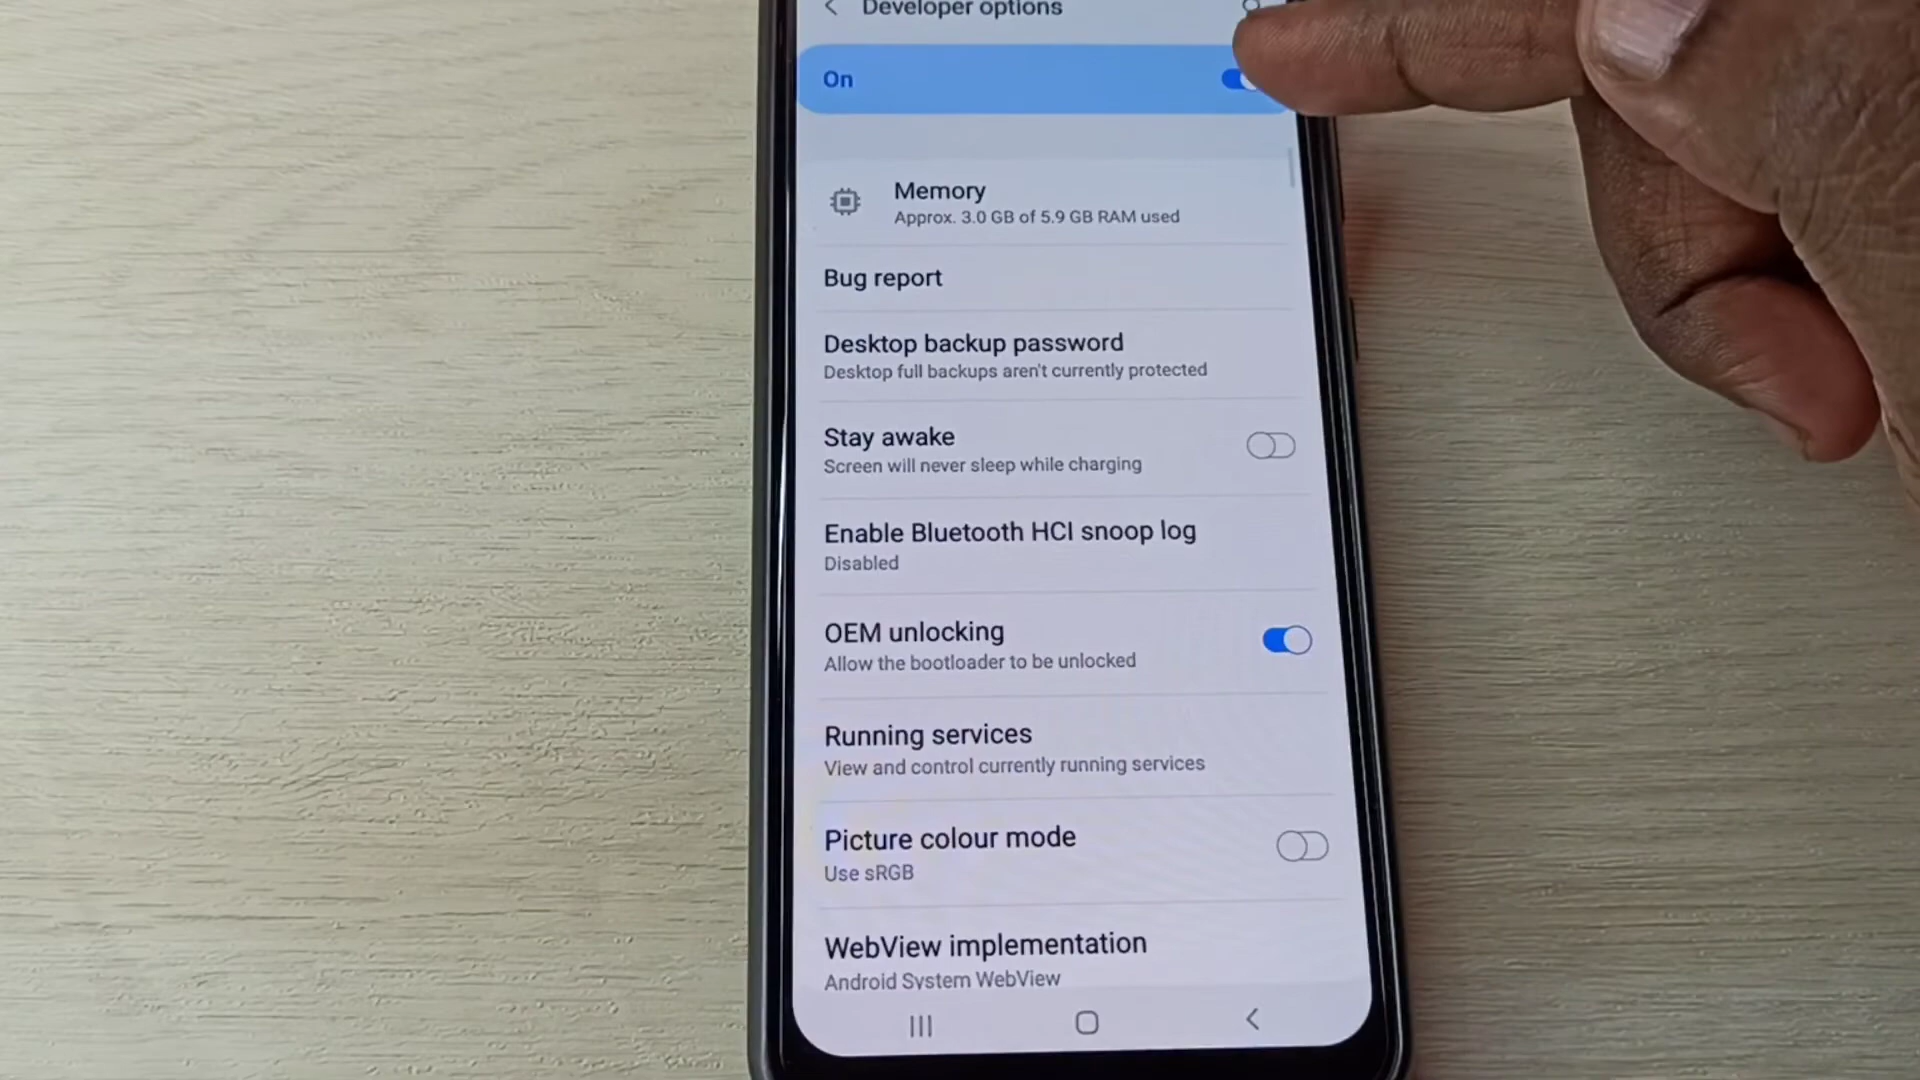 Developer options
On
Memory
Approx. 3.0 GB of 5.9 GB RAM used
Bug report
Desktop backup password
Desktop full backups aren't currently protected
Stay awake
Screen will never sleep while charging
Enable Bluetooth HCI snoop log
Disabled
OEM unlocking
Allow the bootloader to be unlocked
Running services
View and control currently running services
Picture colour mode
Use sRGB
WebView implementation
Android System WebView